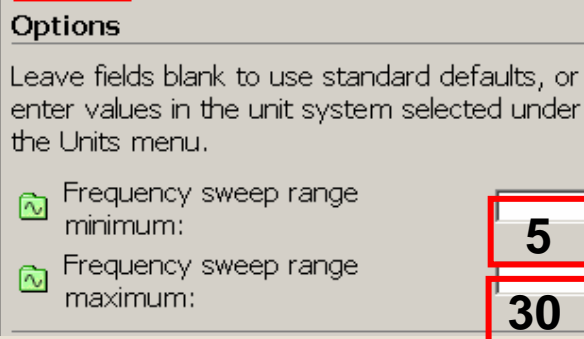 Options
Leave fields blank to use standard defaults, or
enter values in the unit system selected under
the Units menu.
Frequency sweep range
minimum:
5
Frequency sweep range
maximum:
30